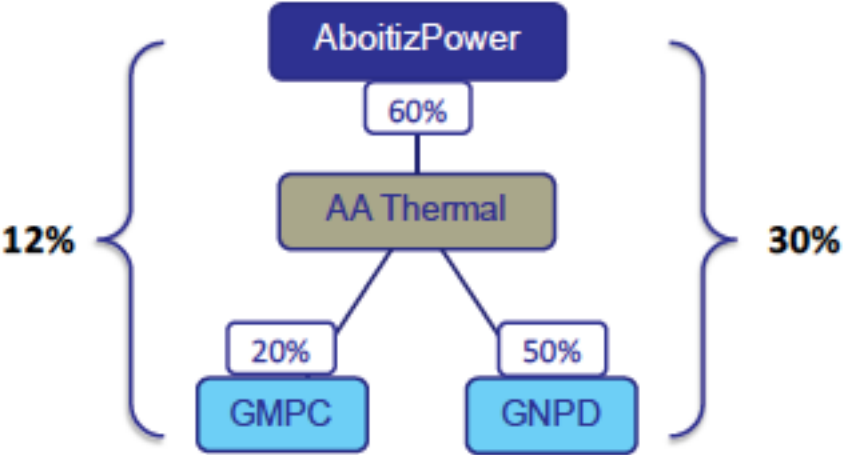 AboitizPower
60%
AA Thermal
12%
30%
20%
50%
GMPC
GNPD